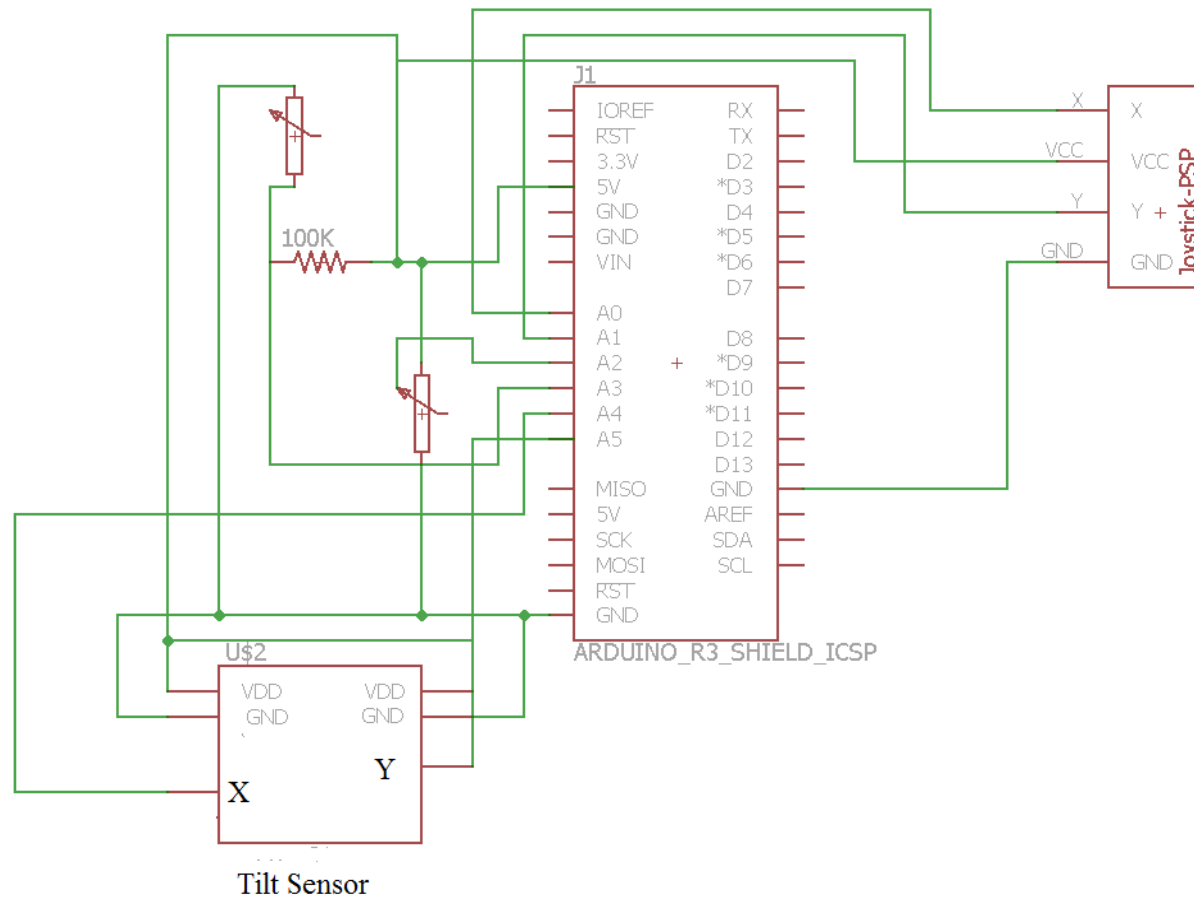 J1
IOREF RX
RST TX
3.3V D2
5V *D3
GND D4
GND *D5
VIN *D6
D7
A0
A1 D8
A2 *D9
A3 *D10
A4 *D11
A5 D12
D13
MISO GND
5V AREF
SCK SDA
MOSI SCL
RST
GND
ARDUINO_R3_SHIELD_ICSP
X X
VCC VCC
Y Y
GND GND
Joystick-PSP
100K
U$2
VDD VDD
GND GND
Y
X
Tilt Sensor